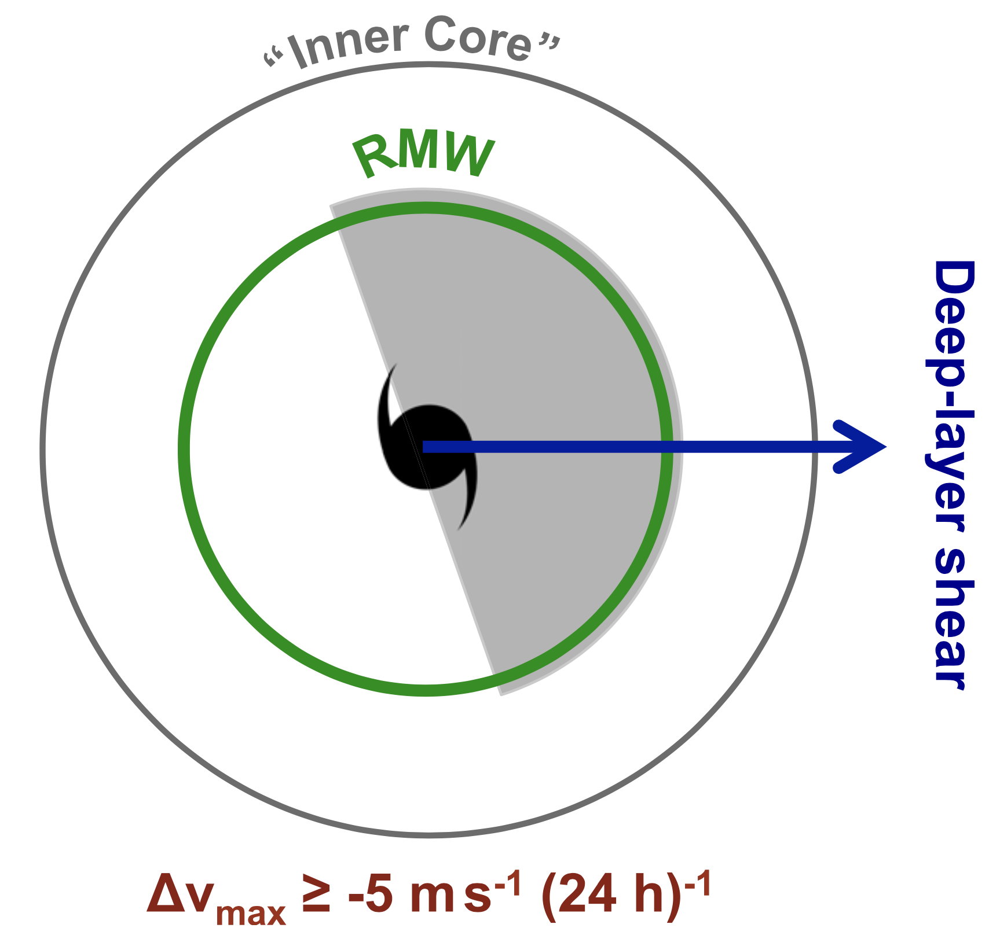 “Inner Core”
RMW
Deep-layer shear
Δvmax ≥ -5 m s-1 (24 h)-1